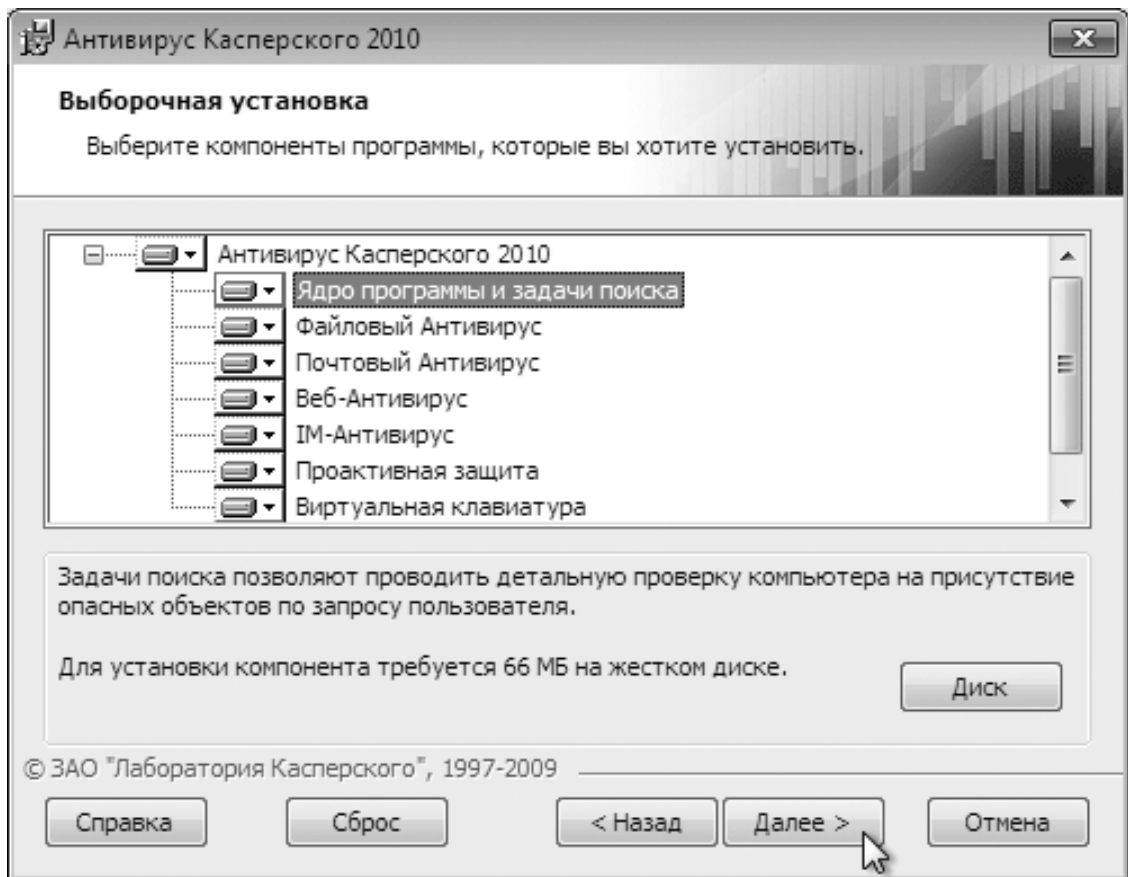 Антивирус Касперского 2010
Выборочная установка
Выберите компоненты программы, которые вы хотите установить.
Антивирус Касперского 2010
Ядро программы и задачи поиска
Файловый Антивирус
Почтовый Антивирус
Веб-Антивирус
IM-Антивирус
Проактивная защита
Виртуальная клавиатура
Задачи поиска позволяют проводить детальную проверку компьютера на присутствие
опасных объектов по запросу пользователя.
Для установки компонента требуется 66 МБ на жестком диске.
Диск
© ЗАО "Лаборатория Касперского", 1997-2009
Справка Сброс < Назад Далее > Отмена